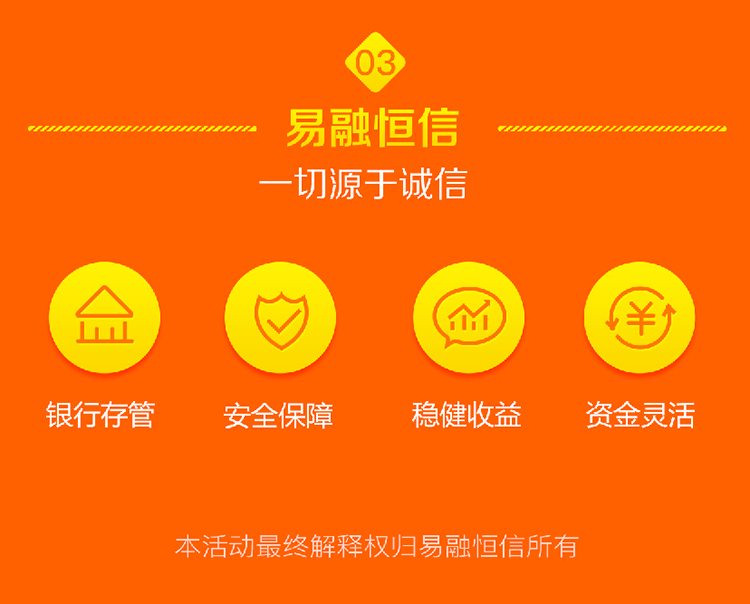 03
易融恒信
一切源于诚信
银行存管 安全保障 稳健收益 资金灵活
本活动最终解释权归易融恒信所有